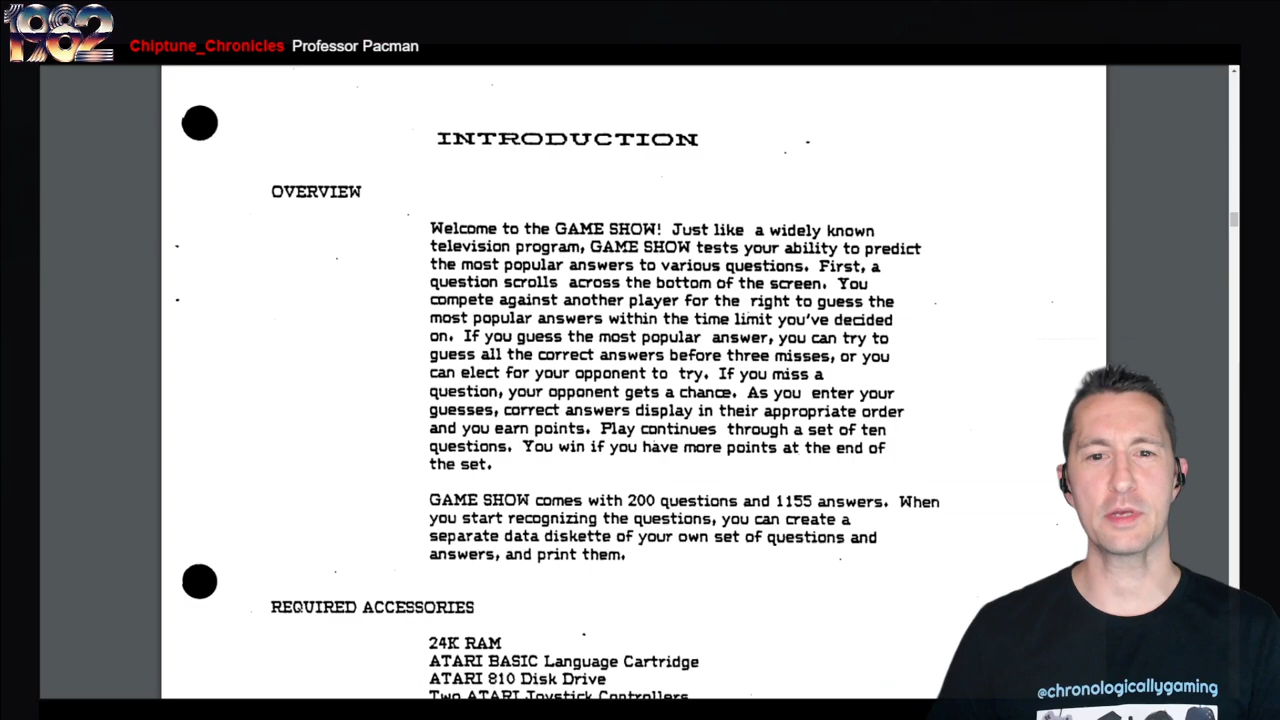 1982
Chiptune_Chronicles Professor Pacman
INTRODUCTION
OVERVIEW
Welcome to the GAME SHOW! Just like a widely known
television program, GAME SHOW tests your ability to predict
the most popular answers to various questions. First, a
question scrolls across the bottom of the screen. You
compete against another player for the right to guess the
most popular answers within the time limit you've decided
on. If you guess the most popular answer, you can try to
guess all the correct answers before three misses, or you
can elect for your opponent to try. If you miss a
question, your opponent gets a chance. As you enter your
guesses, correct answers display in their appropriate order
and you earn points. Play continues through a set of ten
questions. You win if you have more points at the end of
the set.
GAME SHOW comes with 200 questions and 1155 answers. When
you start recognizing the questions, you can create a
separate data diskette of your own set of questions and
answers, and print them.
REQUIRED ACCESSORIES
24K RAM
ATARI BASIC Language Cartridge
ATARI 810 Disk Drive
Two ATARI Joystick Controllers
@chronologicallygaming